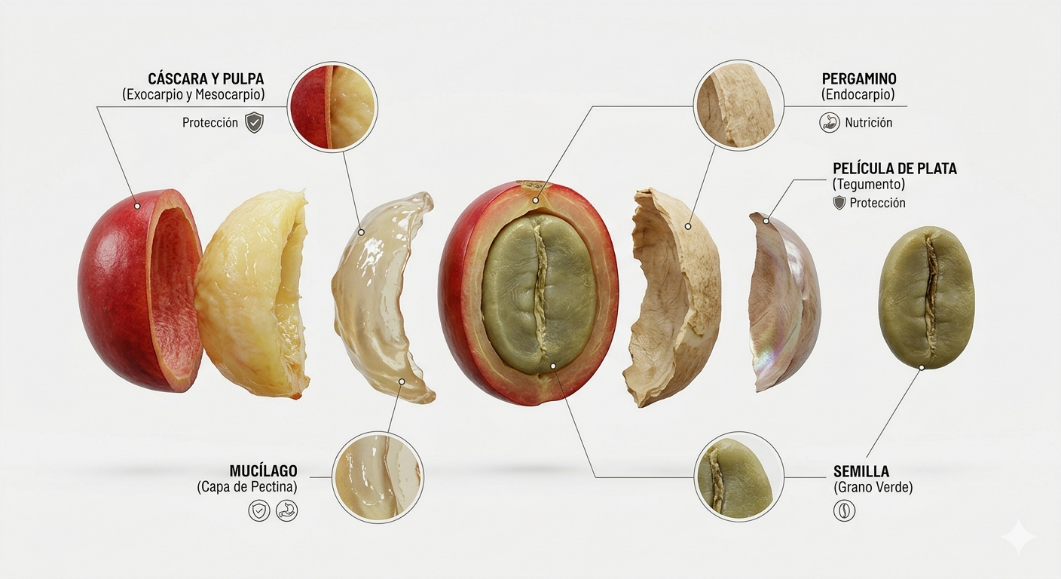 CÁSCARA Y PULPA
(Exocarpio y Mesocarpio)
Protección
PERGAMINO
(Endocarpio)
Nutrición
PELÍCULA DE PLATA
(Tegumento)
Protección
MUCÍLAGO
(Capa de Pectina)
SEMILLA
(Grano Verde)